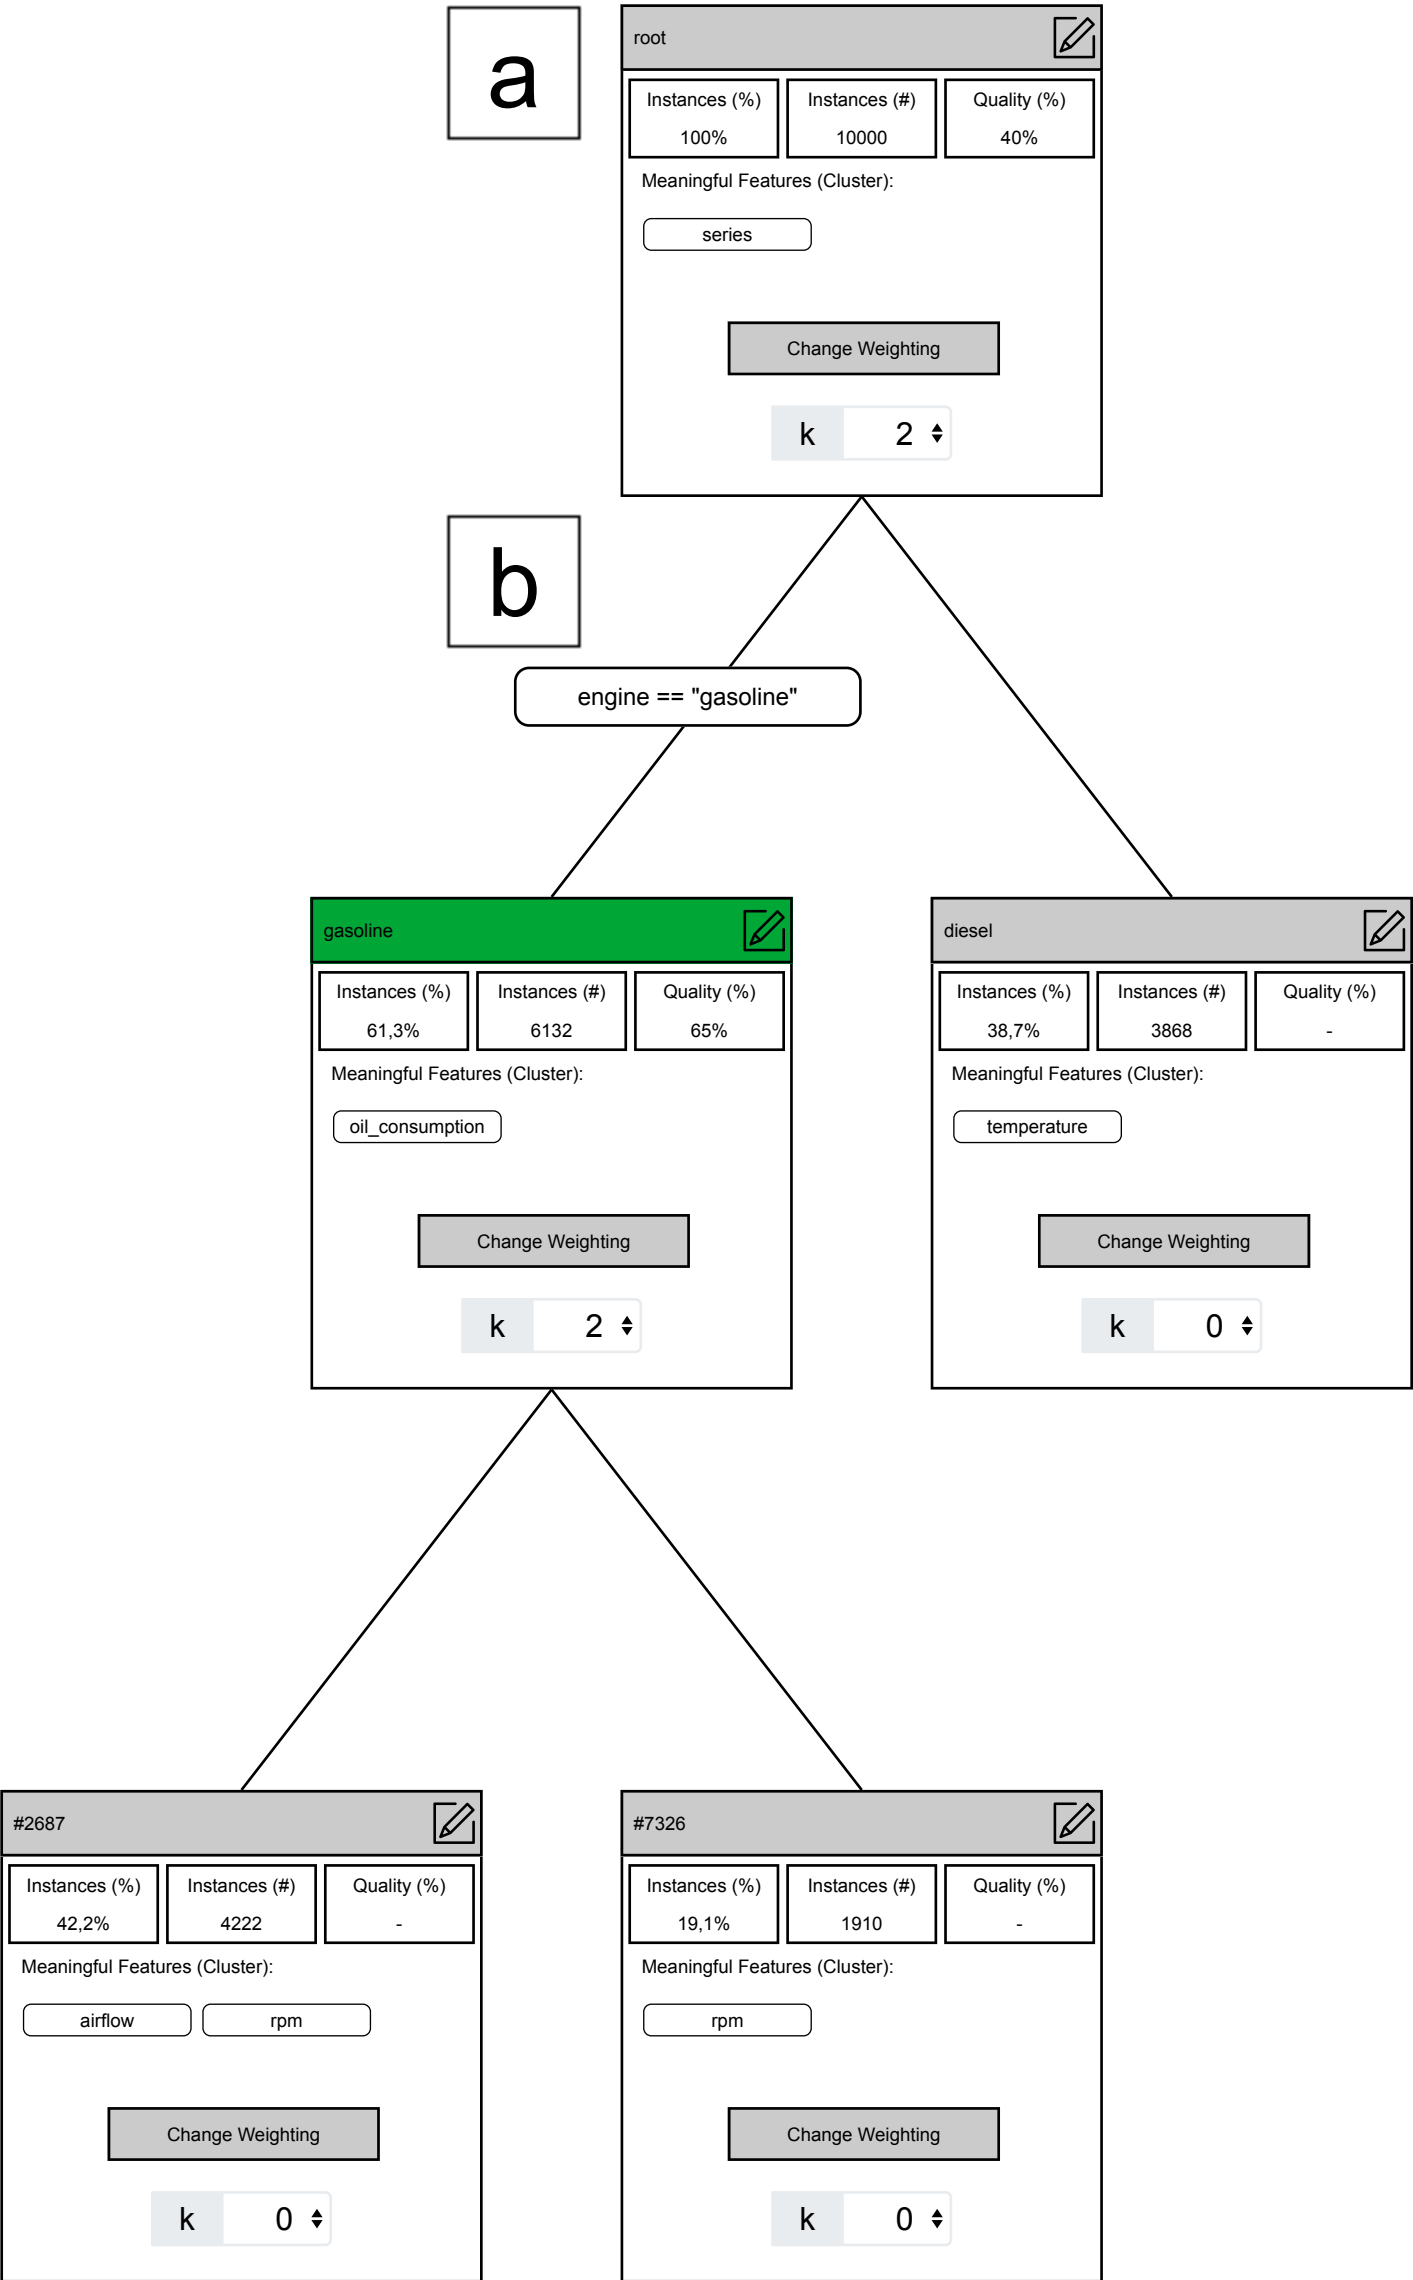 a
root
Instances (%)
100%
Instances (#)
10000
Quality (%)
40%
Meaningful Features (Cluster):
series
Change Weighting
k 2
b
engine == "gasoline"
gasoline
Instances (%)
61,3%
Instances (#)
6132
Quality (%)
65%
Meaningful Features (Cluster):
oil_consumption
Change Weighting
k 2
diesel
Instances (%)
38,7%
Instances (#)
3868
Quality (%)
-
Meaningful Features (Cluster):
temperature
Change Weighting
k 0
#2687
Instances (%)
42,2%
Instances (#)
4222
Quality (%)
-
Meaningful Features (Cluster):
airflow
rpm
Change Weighting
k 0
#7326
Instances (%)
19,1%
Instances (#)
1910
Quality (%)
-
Meaningful Features (Cluster):
rpm
Change Weighting
k 0